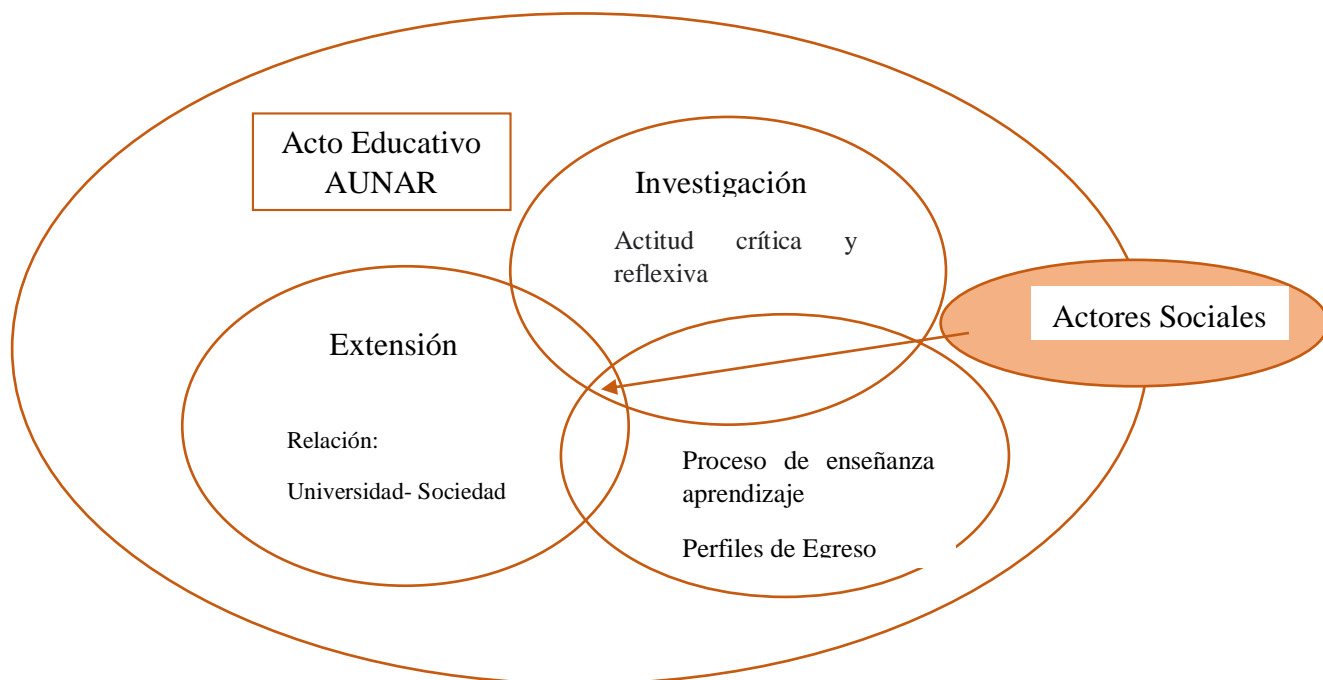 Acto Educativo
AUNAR
Investigación
Actitud crítica y
reflexiva
Actores Sociales
Extensión
Relación:
Universidad- Sociedad
Proceso de enseñanza
aprendizaje
Perfiles de Egreso